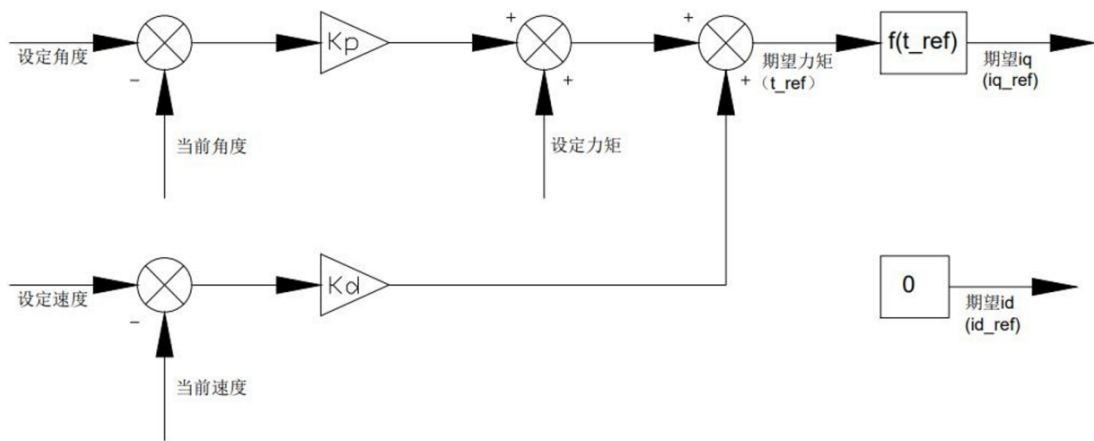 设定角度
−
当前角度
Kp
+
+
设定力矩
+
+
期望力矩
（t_ref）
f(t_ref)
期望iq
(iq_ref)
设定速度
−
当前速度
Kd
0
期望id
(id_ref)